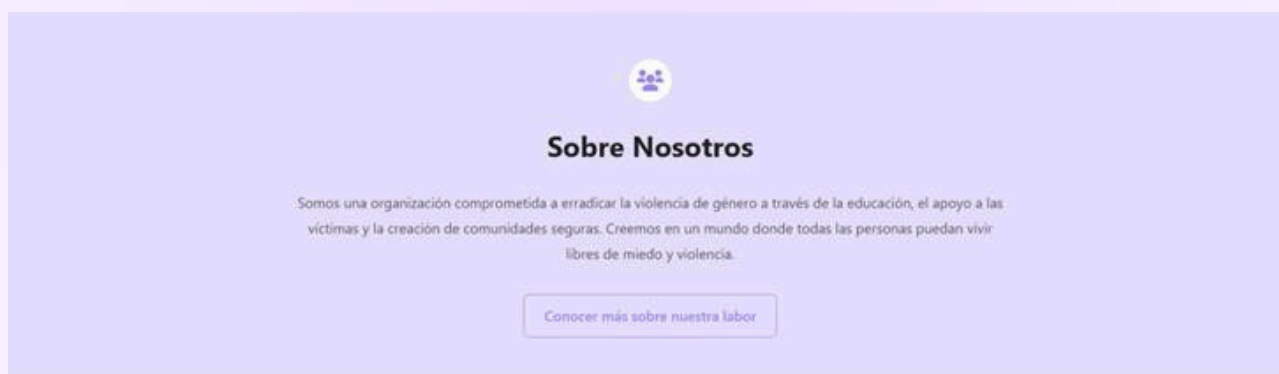 Sobre Nosotros
Somos una organización comprometida a erradicar la violencia de género a través de la educación, el apoyo a las
víctimas y la creación de comunidades seguras. Creemos en un mundo donde todas las personas puedan vivir
libres de miedo y violencia.
Conocer más sobre nuestra labor